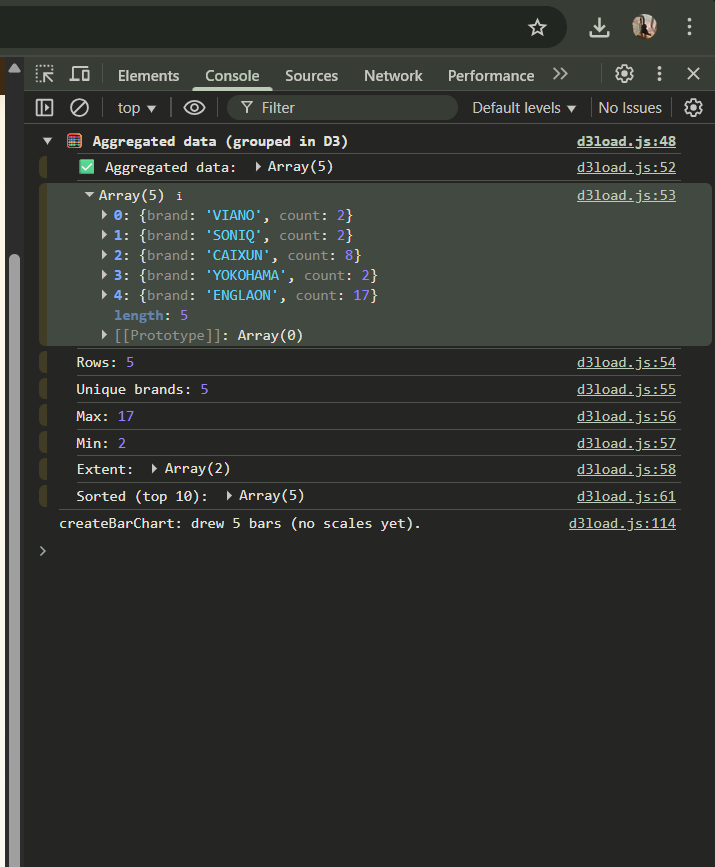 Elements Console Sources Network Performance
top Filter Default levels No Issues
Aggregated data (grouped in D3) d3load.js:48
Aggregated data: Array(5) d3load.js:52
Array(5) i d3load.js:53
0: {brand: 'VIANO', count: 2}
1: {brand: 'SONIQ', count: 2}
2: {brand: 'CAIXUN', count: 8}
3: {brand: 'YOKOHAMA', count: 2}
4: {brand: 'ENGLAON', count: 17}
length: 5
[[Prototype]]: Array(0)
Rows: 5 d3load.js:54
Unique brands: 5 d3load.js:55
Max: 17 d3load.js:56
Min: 2 d3load.js:57
Extent: Array(2) d3load.js:58
Sorted (top 10): Array(5) d3load.js:61
createBarChart: drew 5 bars (no scales yet). d3load.js:114